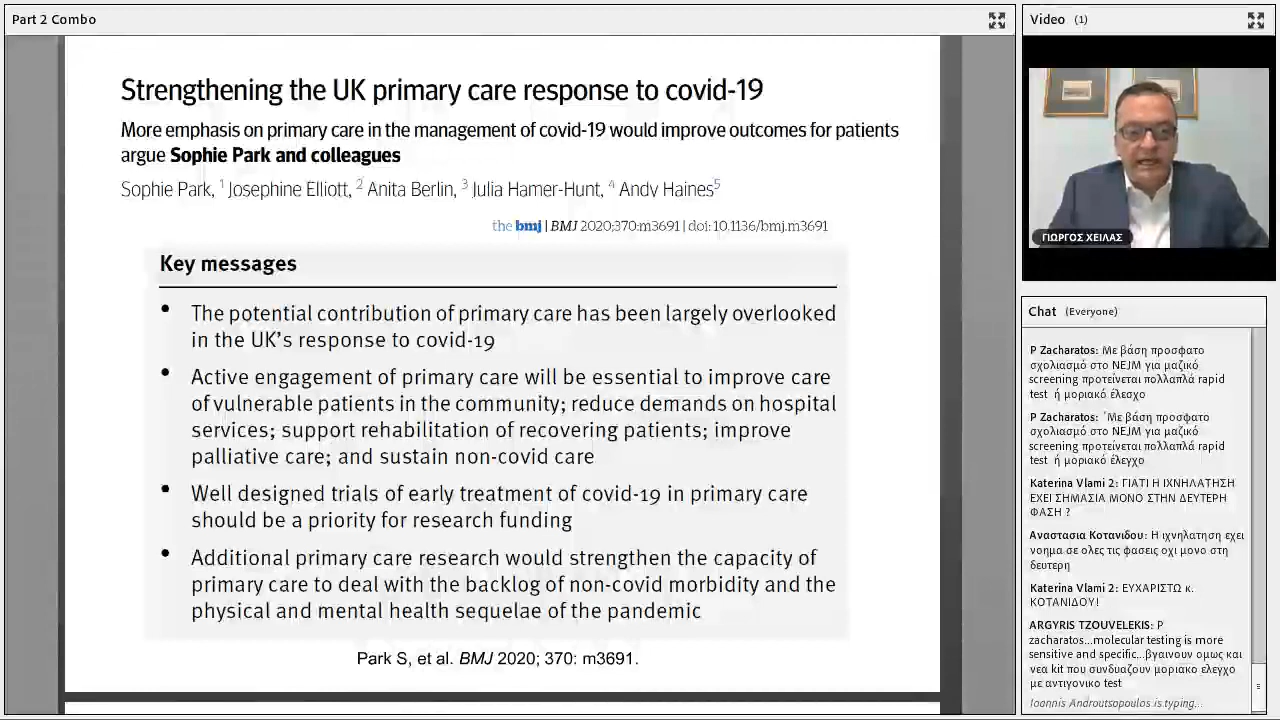 Part 2 Combo
Strengthening the UK primary care response to covid-19
More emphasis on primary care in the management of covid-19 would improve outcomes for patients
argue Sophie Park and colleagues
Sophie Park, 1 Josephine Elliott, 2 Anita Berlin, 3 Julia Hamer-Hunt, 4 Andy Haines5
the bmj | BMJ 2020;370:m3691 | doi: 10.1136/bmj.m3691
Key messages
• The potential contribution of primary care has been largely overlooked
in the UK's response to covid-19
• Active engagement of primary care will be essential to improve care
of vulnerable patients in the community; reduce demands on hospital
services; support rehabilitation of recovering patients; improve
palliative care; and sustain non-covid care
• Well designed trials of early treatment of covid-19 in primary care
should be a priority for research funding
• Additional primary care research would strengthen the capacity of
primary care to deal with the backlog of non-covid morbidity and the
physical and mental health sequelae of the pandemic
Park S, et al. BMJ 2020; 370: m3691.
Video (1)
ΓΙΩΡΓΟΣ ΧΕΙΛΑΣ
Chat (Everyone)
P Zacharatos: Με βάση προσφατο
σχολιασμό στο NEJM για μαζικό
screening προτείνεται πολλαπλά rapid
test ή μοριακό έλεσχο
P Zacharatos: ΄Με βάση προσφατο
σχολιασμό στο NEJM για μαζικό
screening προτείνεται πολλαπλά rapid
test ή μοριακό έλεγχο
Katerina Vlami 2: ΓΙΑΤΙ Η ΙΧΝΗΛΑΤΗΣΗ
ΕΧΕΙ ΣΗΜΑΣΙΑ ΜΟΝΟ ΣΤΗΝ ΔΕΥΤΕΡΗ
ΦΑΣΗ ?
Αναστασια Κοτανιδου: Η ιχνηλατηση εχει
νοημα σε ολες τις φασεις οχι μονο στη
δευτερη
Katerina Vlami 2: ΕΥΧΑΡΙΣΤΩ κ.
ΚΟΤΑΝΙΔΟΥ!
ARGYRIS TZOUVELEKIS: P
zacharatos...molecular testing is more
sensitive and specific...βγαινουν ομως και
νεα kit που συνδυαζουν μοριακο ελεγχο
με αντιγονικο test
Ioannis Androutsopoulos is typing...